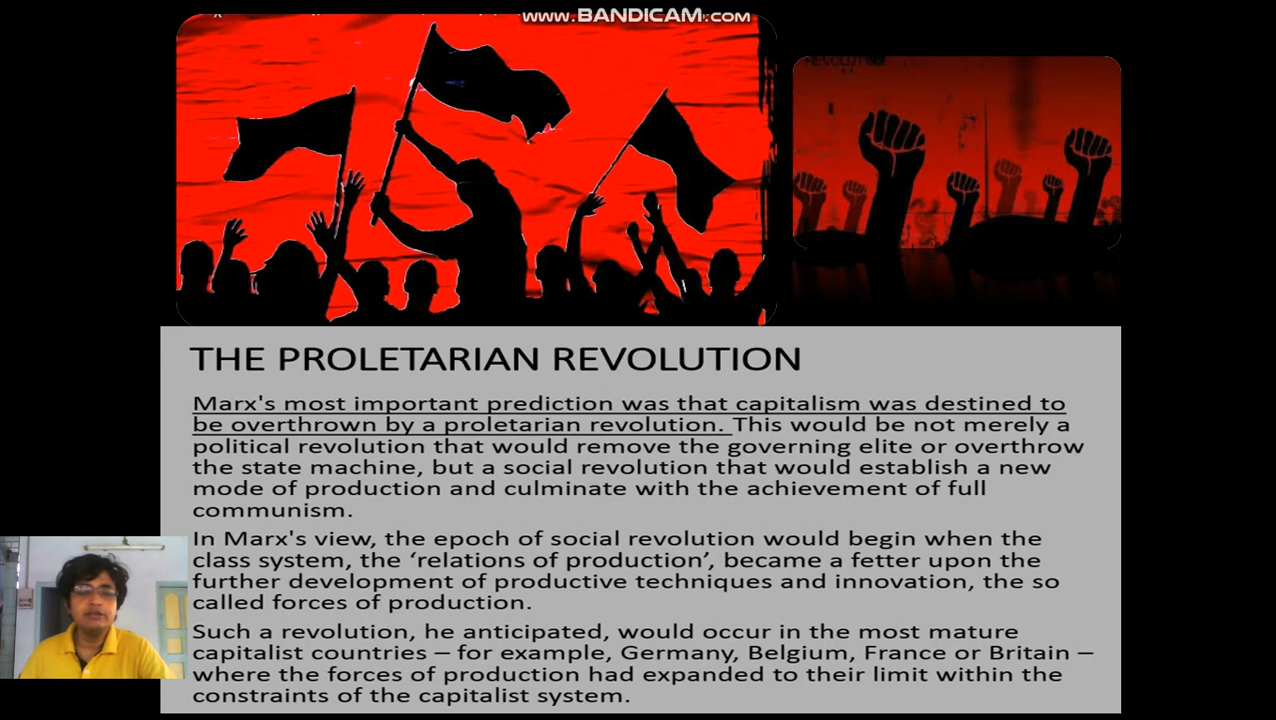 WWW.BANDICAM.COM
THE PROLETARIAN REVOLUTION
Marx's most important prediction was that capitalism was destined to
be overthrown by a proletarian revolution. This would be not merely a
political revolution that would remove the governing elite or overthrow
the state machine, but a social revolution that would establish a new
mode of production and culminate with the achievement of full
communism.
In Marx's view, the epoch of social revolution would begin when the
class system, the ‘relations of production’, became a fetter upon the
further development of productive techniques and innovation, the so
called forces of production.
Such a revolution, he anticipated, would occur in the most mature
capitalist countries – for example, Germany, Belgium, France or Britain –
where the forces of production had expanded to their limit within the
constraints of the capitalist system.